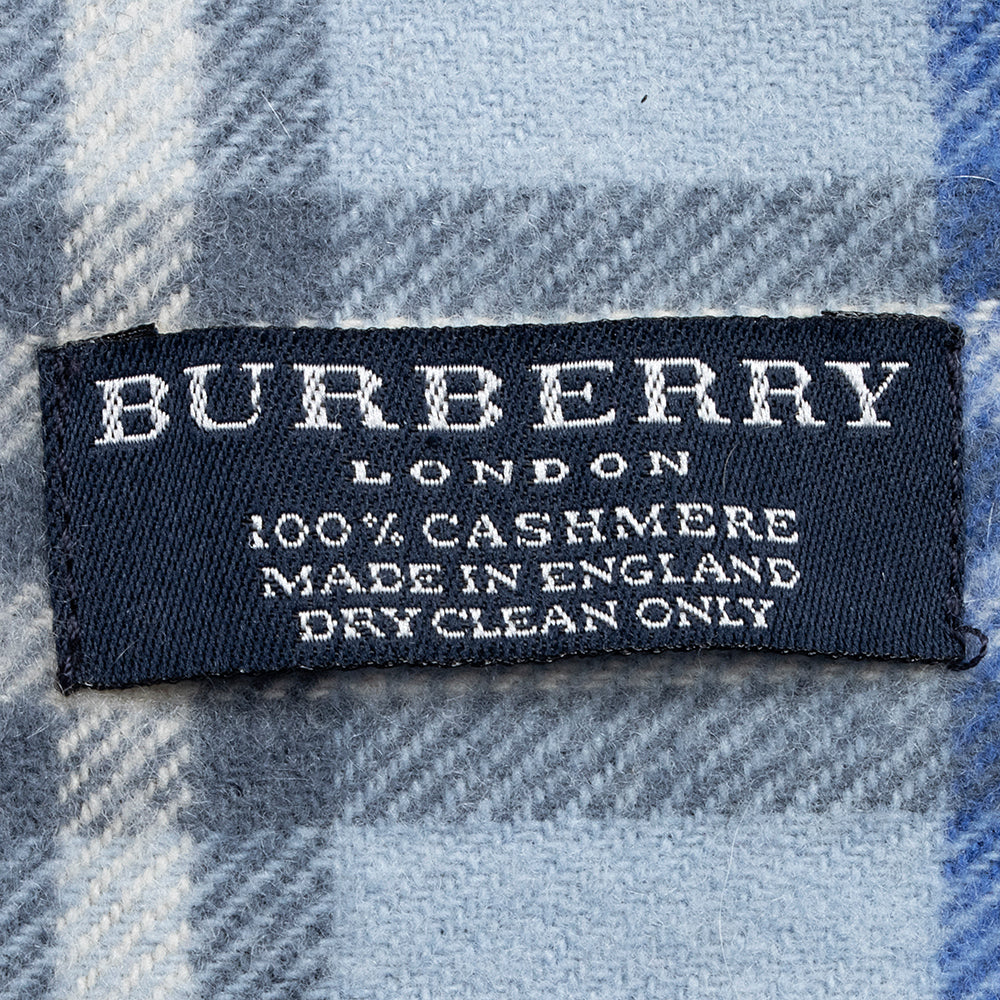 BURBERRY
LONDON
100% CASHMERE
MADE IN ENGLAND
DRY CLEAN ONLY